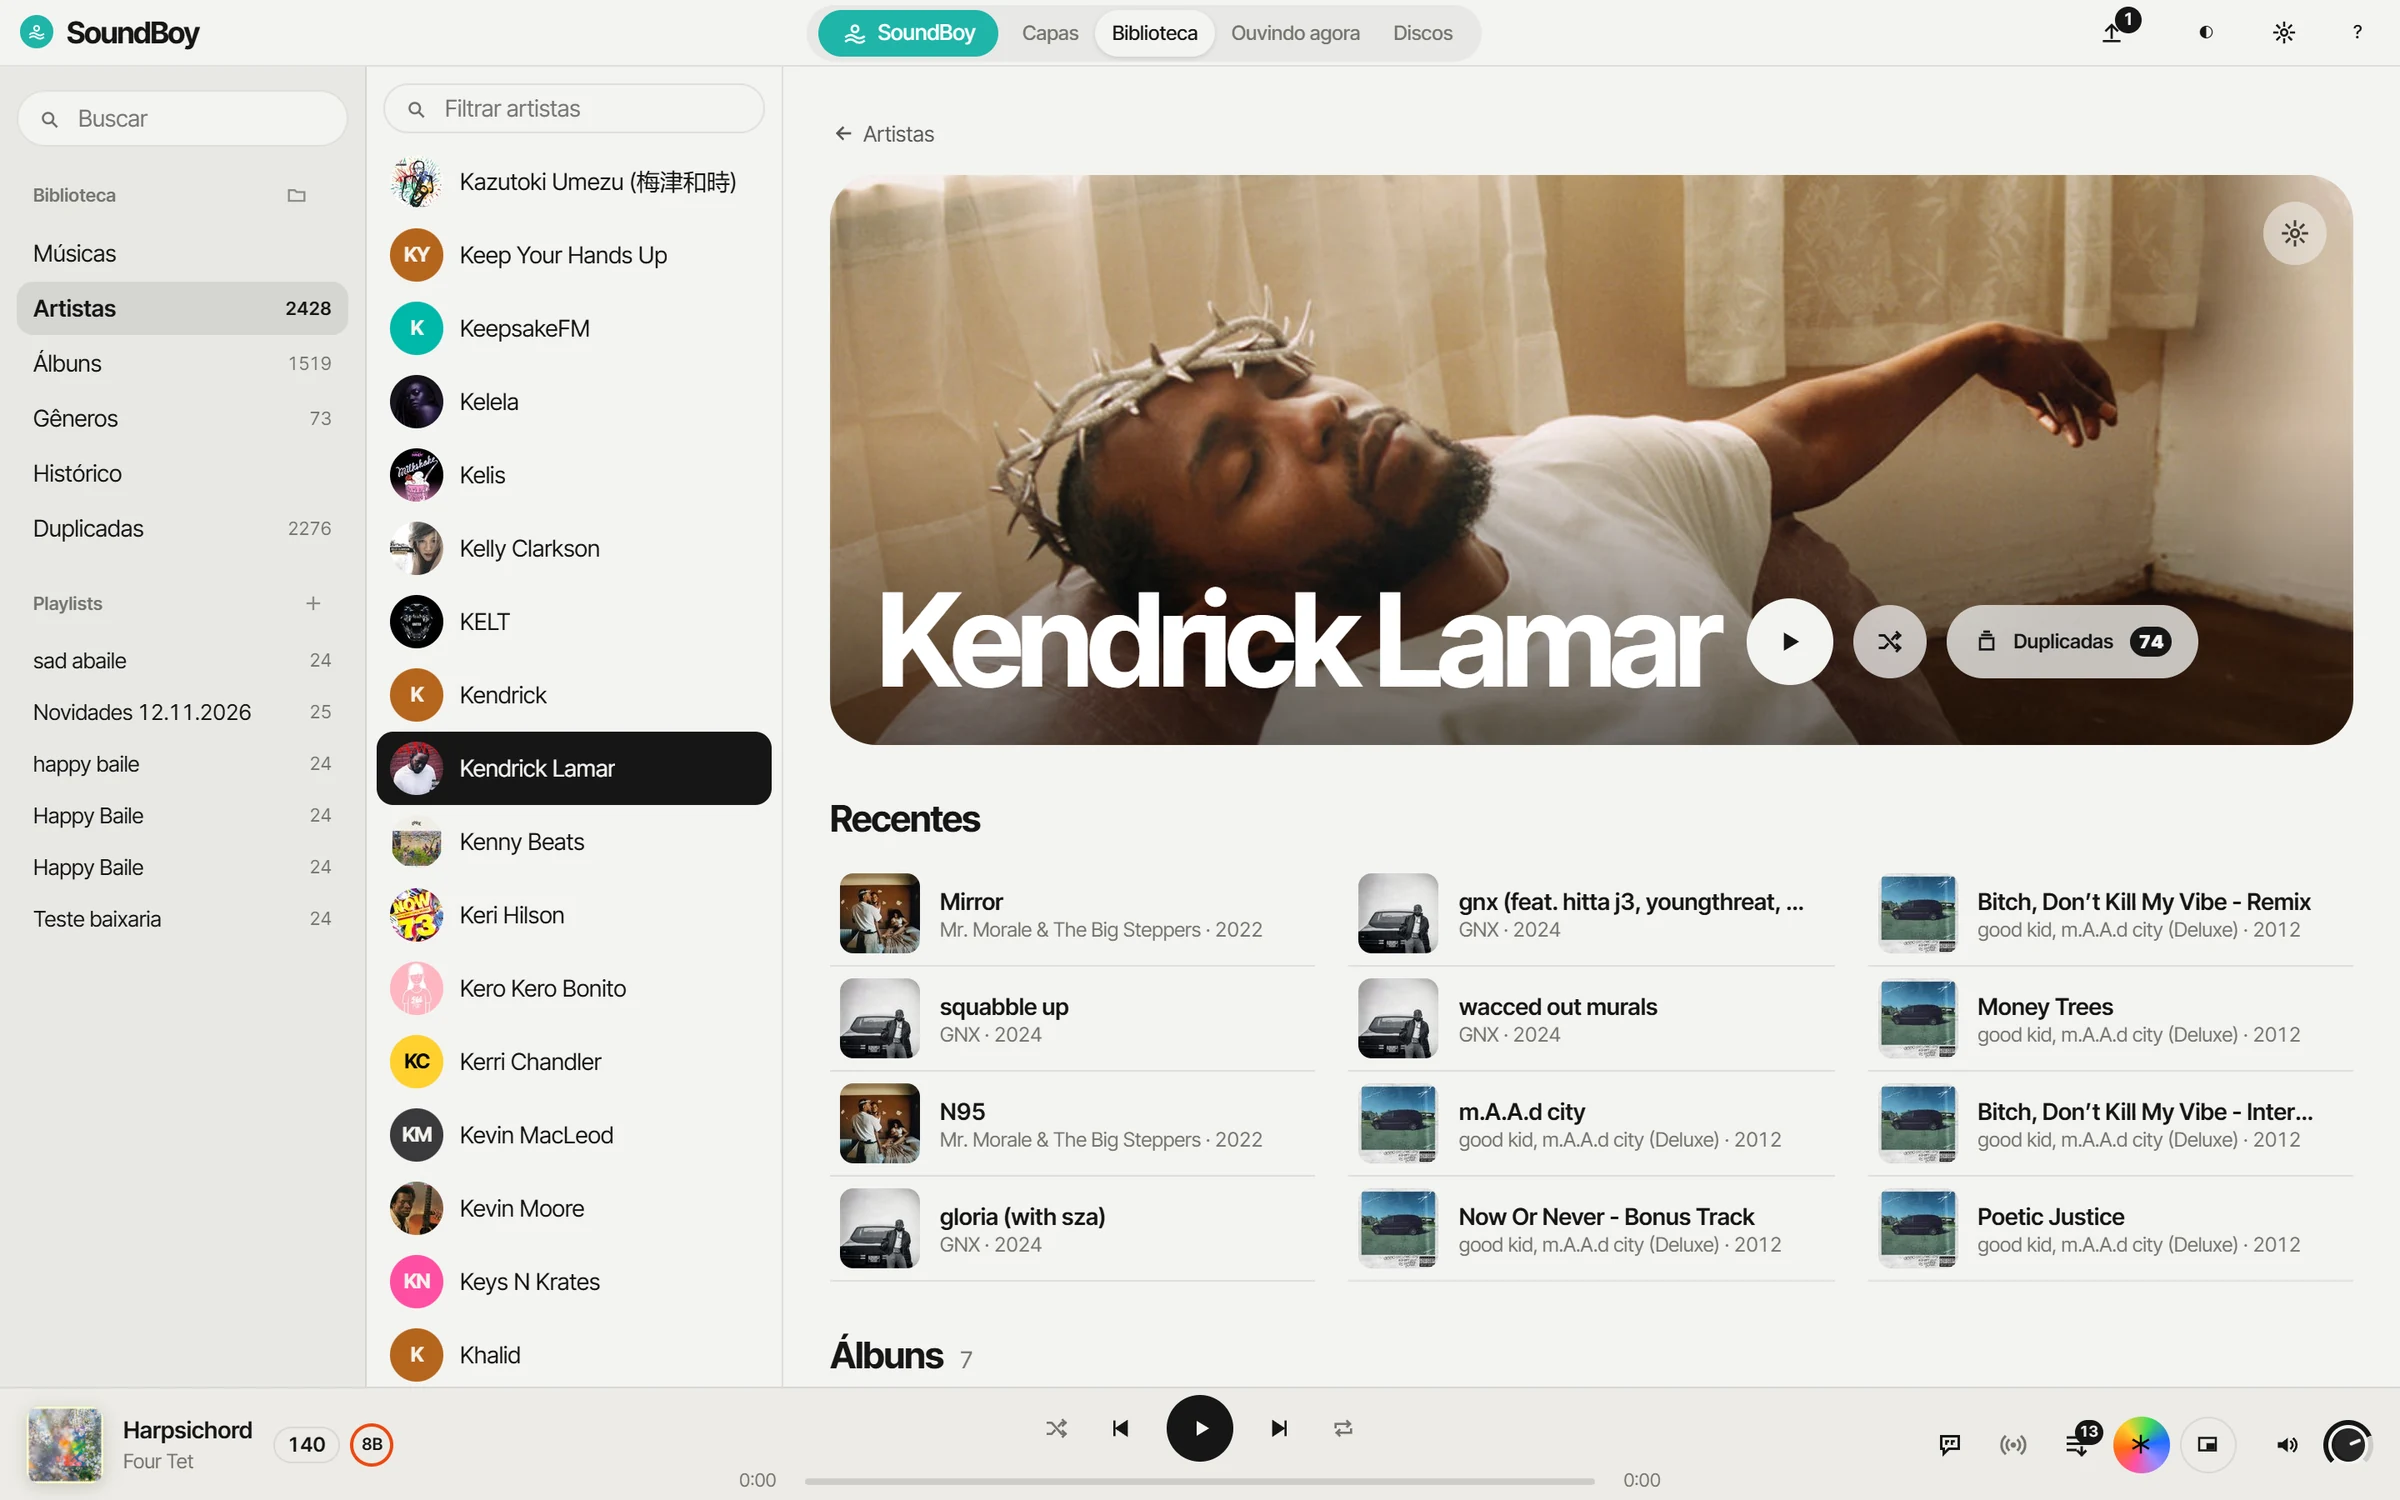 SoundBoy
SoundBoy
Capas
Biblioteca
Ouvindo agora
Discos
1
?
Buscar
Biblioteca
Músicas
Artistas 2428
Álbuns 1519
Gêneros 73
Histórico
Duplicadas 2276
Playlists
sad abaile 24
Novidades 12.11.2026 25
happy baile 24
Happy Baile 24
Happy Baile 24
Teste baixaria 24
Filtrar artistas
Kazutoki Umezu (梅津和時)
KY Keep Your Hands Up
K KeepsakeFM
Kelela
Milkshake Kelis
Kelly Clarkson
KELT
K Kendrick
Kendrick Lamar
Kenny Beats
NOW 73 Keri Hilson
Kero Kero Bonito
KC Kerri Chandler
KM Kevin MacLeod
Kevin Moore
KN Keys N Krates
K Khalid
Artistas
Kendrick Lamar
Duplicadas 74
Recentes
Mirror
Mr. Morale & The Big Steppers · 2022
gnx (feat. hitta j3, youngthreat, ...
GNX · 2024
Bitch, Don’t Kill My Vibe - Remix
good kid, m.A.A.d city (Deluxe) · 2012
squabble up
GNX · 2024
wacced out murals
GNX · 2024
Money Trees
good kid, m.A.A.d city (Deluxe) · 2012
N95
Mr. Morale & The Big Steppers · 2022
m.A.A.d city
good kid, m.A.A.d city (Deluxe) · 2012
Bitch, Don’t Kill My Vibe - Inter...
good kid, m.A.A.d city (Deluxe) · 2012
gloria (with sza)
GNX · 2024
Now Or Never - Bonus Track
good kid, m.A.A.d city (Deluxe) · 2012
Poetic Justice
good kid, m.A.A.d city (Deluxe) · 2012
Álbuns 7
Harpsichord
Four Tet
140
8B
0:00
0:00
13